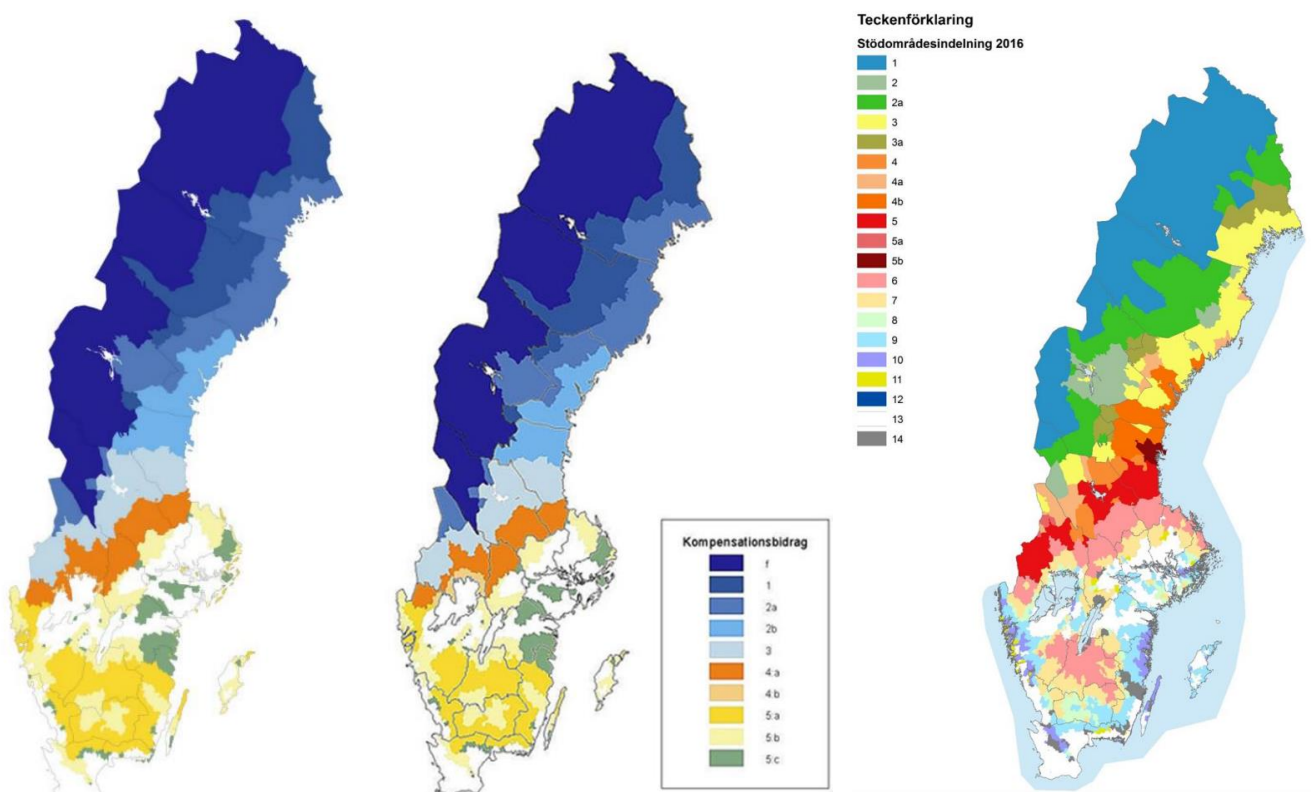 Teckenförklaring
Stödområdesindelning 2016
1
2
2a
3
3a
4
4a
4b
5
5a
5b
6
7
8
9
10
11
12
13
14
Kompensationsbidrag
f
1
2a
2b
3
4:a
4:b
5:a
5:b
5:c